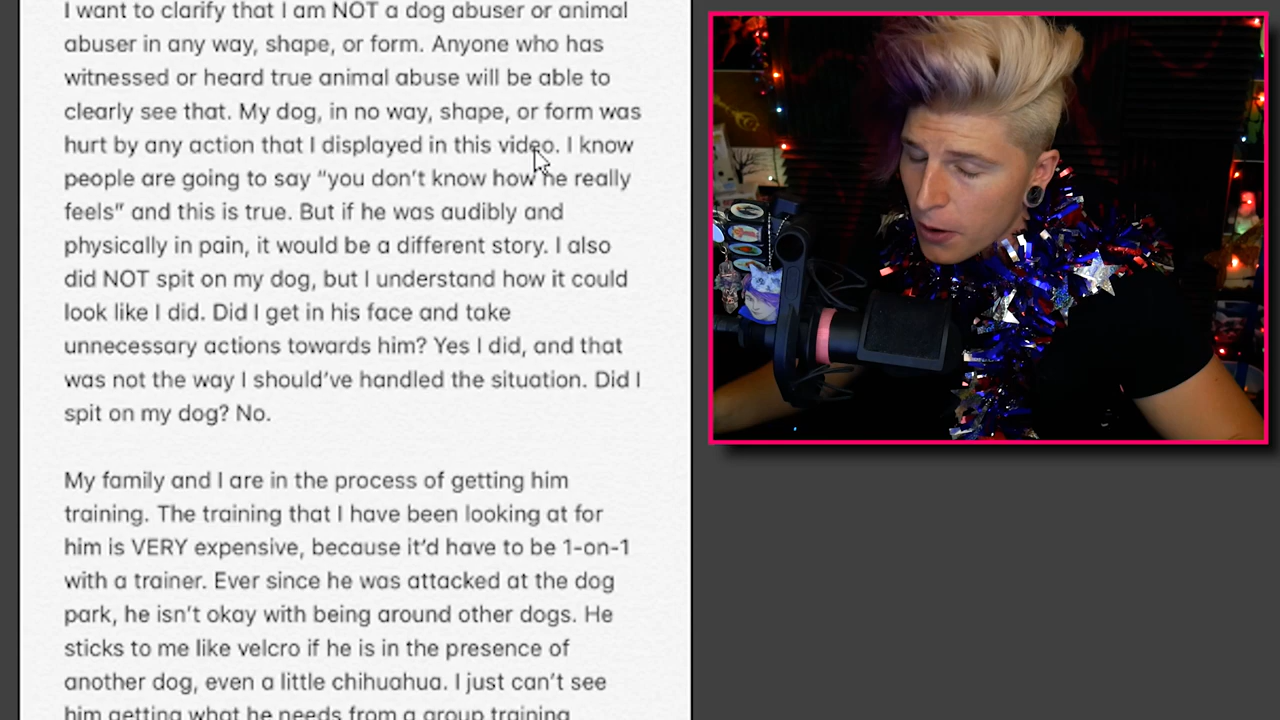 I want to clarify that I am NOT a dog abuser or animal
abuser in any way, shape, or form. Anyone who has
witnessed or heard true animal abuse will be able to
clearly see that. My dog, in no way, shape, or form was
hurt by any action that I displayed in this video. I know
people are going to say “you don’t know how he really
feels” and this is true. But if he was audibly and
physically in pain, it would be a different story. I also
did NOT spit on my dog, but I understand how it could
look like I did. Did I get in his face and take
unnecessary actions towards him? Yes I did, and that
was not the way I should’ve handled the situation. Did I
spit on my dog? No.
My family and I are in the process of getting him
training. The training that I have been looking at for
him is VERY expensive, because it’d have to be 1-on-1
with a trainer. Ever since he was attacked at the dog
park, he isn’t okay with being around other dogs. He
sticks to me like velcro if he is in the presence of
another dog, even a little chihuahua. I just can’t see
him getting what he needs from a group training